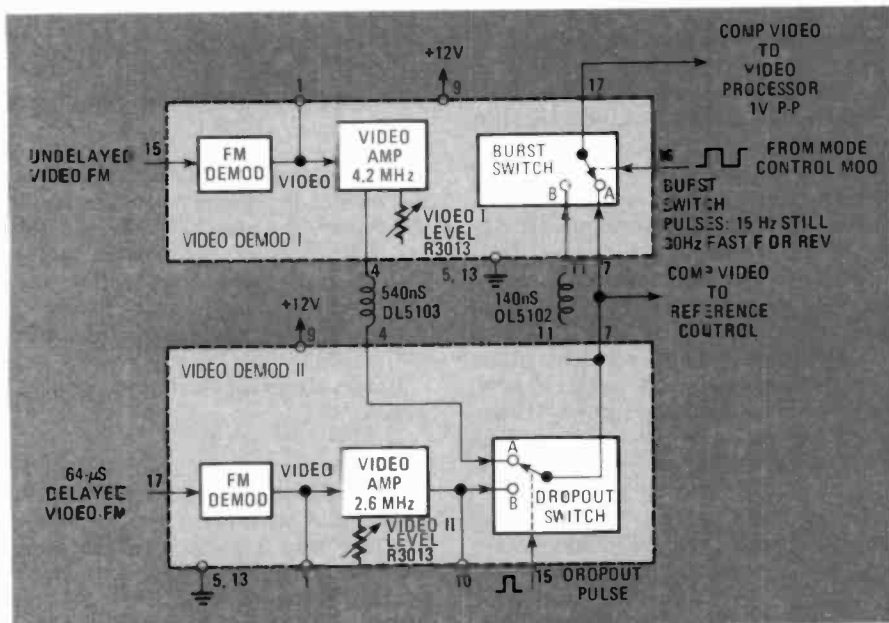 COMP VIDEO
TO
VIDEO
PROCESSOR
1V P-P
+12V
1
9
17
UNDELAYED
VIDEO FM
15
FM
DEMOD
VIDEO
VIDEO
AMP
4.2 MHz
BURST
SWITCH
B
A
FROM MODE
CONTROL MOD
BURST
SWITCH
PULSES: 15 Hz STILL
30Hz FAST FOR REV
VIDEO I
LEVEL
R3013
VIDEO DEMOD I
5, 13
4
11
7
540nS
DL5103
140nS
DL5102
COMP VIDEO
TO
REFERENCE
CONTROL
+12V
9
4
11
7
VIDEO DEMOD II
64-µS
DELAYED
VIDEO-FM
17
FM
DEMOD
VIDEO
VIDEO
AMP
2.6 MHz
A
B
DROPOUT
SWITCH
VIDEO II
LEVEL
R3013
5, 13
1
10
15
DROPOUT
PULSE